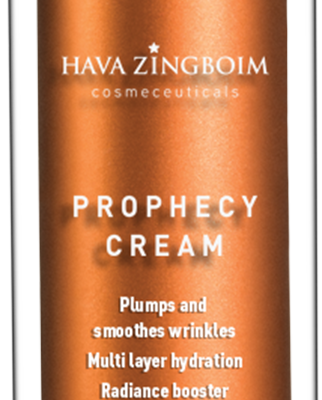 HAVA ZINGBOIM
cosmeceuticals
PROPHECY
CREAM
Plumps and
smoothes wrinkles
Multi layer hydration
Radiance booster